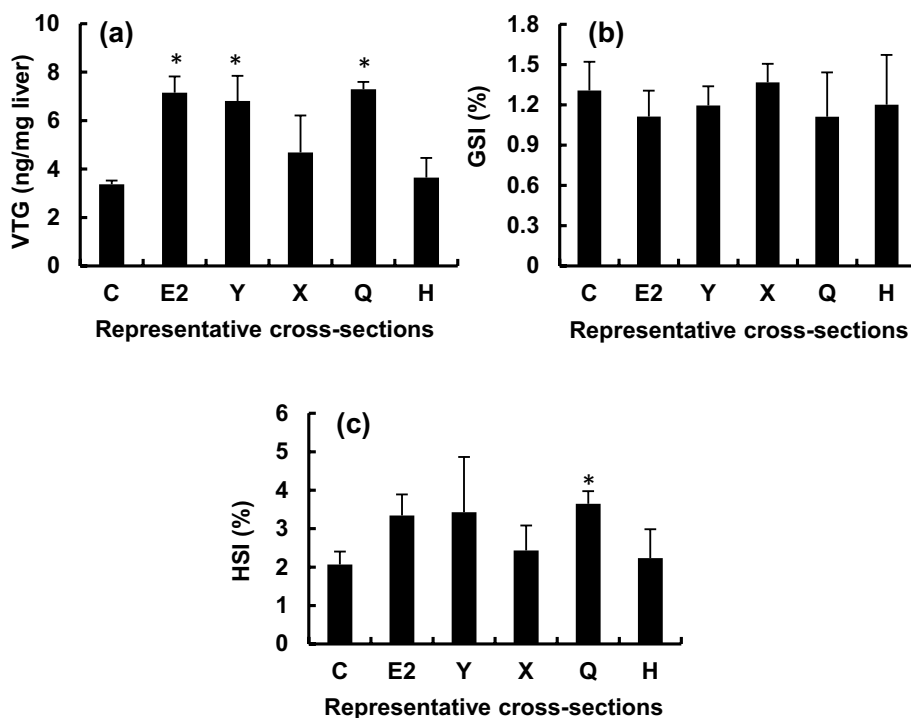 (a)
VTG (ng/mg liver)
10
8
6
4
2
0
* * *
C E2 Y X Q H
Representative cross-sections
(b)
GSI (%)
1.8
1.5
1.2
0.9
0.6
0.3
0
C E2 Y X Q H
Representative cross-sections
(c)
HSI (%)
6
5
4
3
2
1
0
*
C E2 Y X Q H
Representative cross-sections